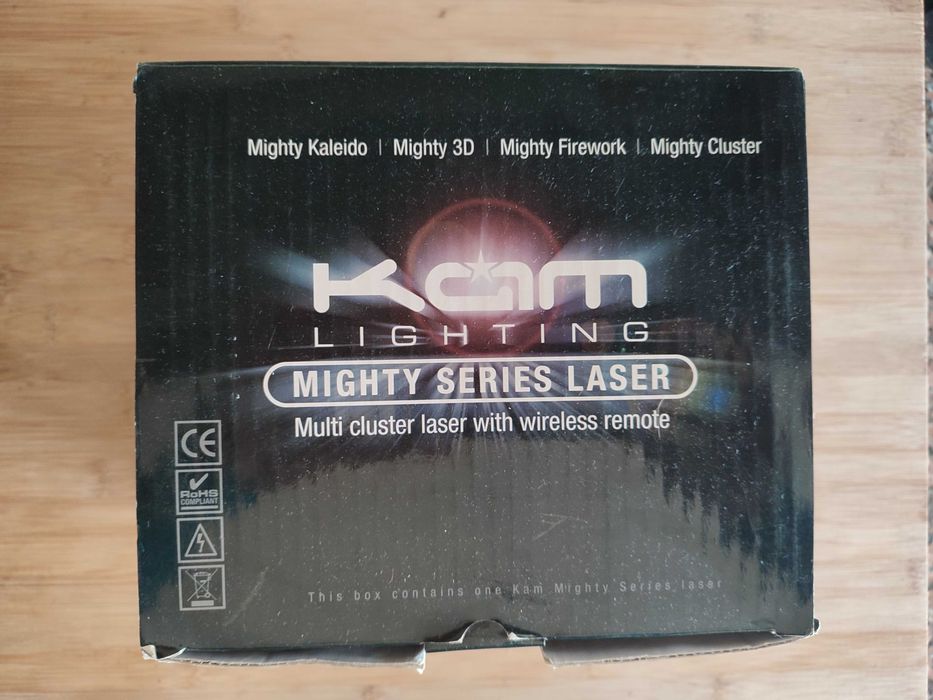 Mighty Kaleido | Mighty 3D | Mighty Firework | Mighty Cluster
Kam
LIGHTING
MIGHTY SERIES LASER
Multi cluster laser with wireless remote
CE
RoHS
COMPLIANT
This box contains one Kam Mighty Series laser